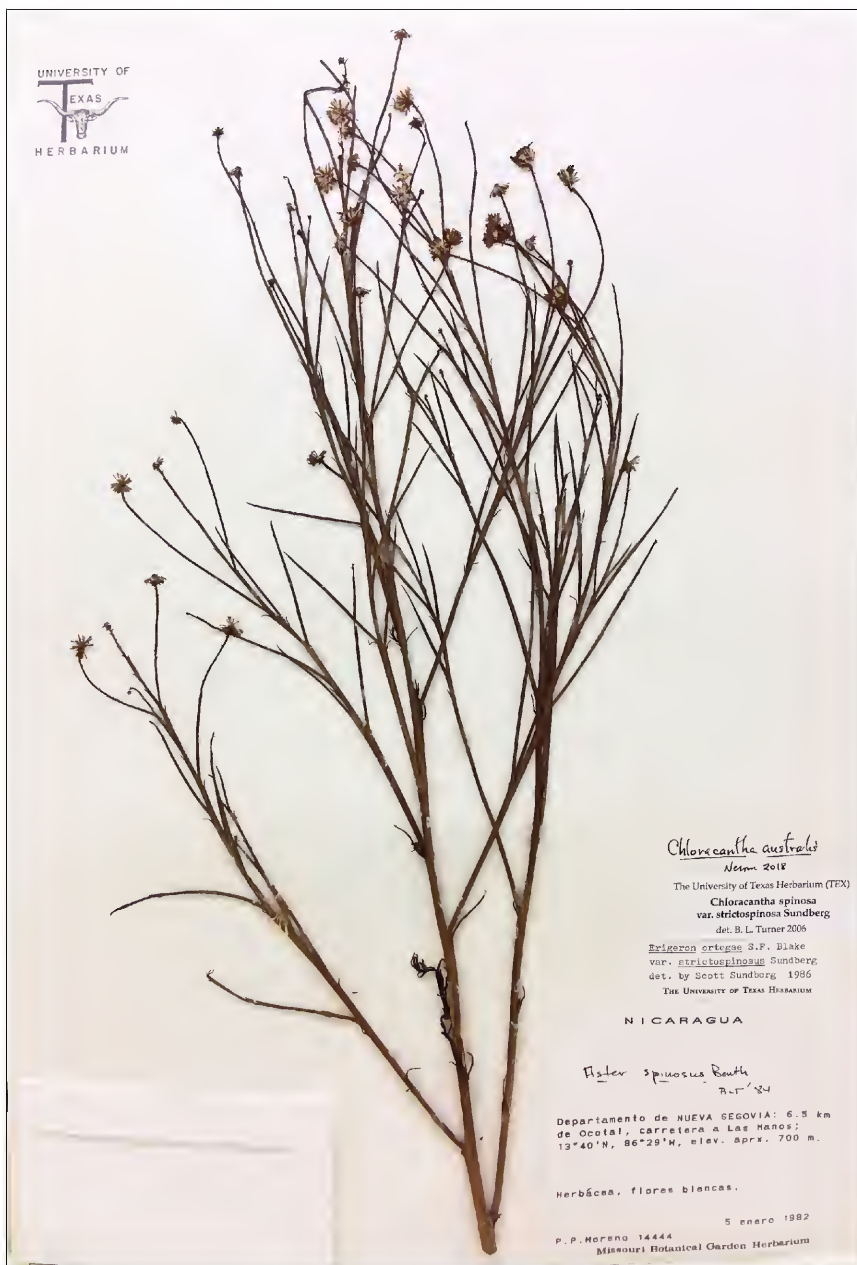 UNIVERSITY OF
TEXAS
HERBARIUM
Chloracantha australis
Nesom 2018
The University of Texas Herbarium (TEX)
Chloracantha spinosa
var. strictospinosa Sundberg
det. B. L. Turner 2006
Erigeron ortegae S.F. Blake
var. strictospinosus Sundberg
det. by Scott Sundberg 1986
THE UNIVERSITY OF TEXAS HERBARIUM
NICARAGUA
Aster spinosus Benth
BLT '84
Departamento de NUEVA SEGOVIA: 6.5 km
de Ocotal, carretera a Las Manos;
13°40'N, 86°29'W, elev. aprx. 700 m.
Herbácea, flores blancas.
5 enero 1982
P.P.Moreno 14444
Missouri Botanical Garden Herbarium